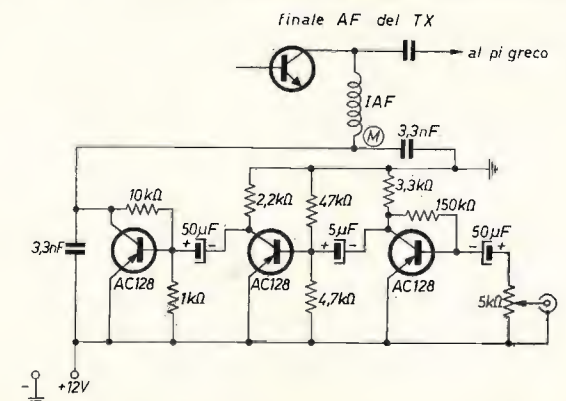 finale AF del TX
al pi greco
IAF
M
3,3nF
10kΩ
2,2kΩ
47kΩ
3,3kΩ
150kΩ
3,3nF
50µF
+ -
5µF
+ -
50µF
- +
AC128
AC128
AC128
1kΩ
4,7kΩ
5kΩ
- +12V